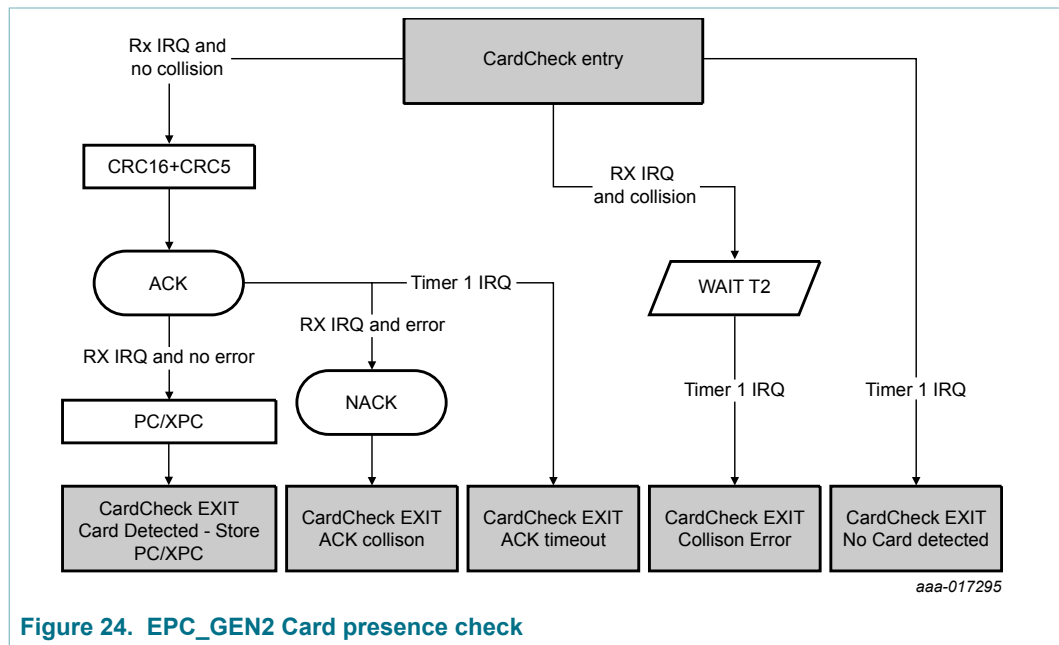 Rx IRQ and
no collision
CardCheck entry
CRC16+CRC5
RX IRQ
and collision
ACK
Timer 1 IRQ
WAIT T2
RX IRQ and error
RX IRQ and no error
NACK
Timer 1 IRQ
Timer 1 IRQ
PC/XPC
CardCheck EXIT
Card Detected - Store
PC/XPC
CardCheck EXIT
ACK collison
CardCheck EXIT
ACK timeout
CardCheck EXIT
Collison Error
CardCheck EXIT
No Card detected
aaa-017295
Figure 24. EPC_GEN2 Card presence check